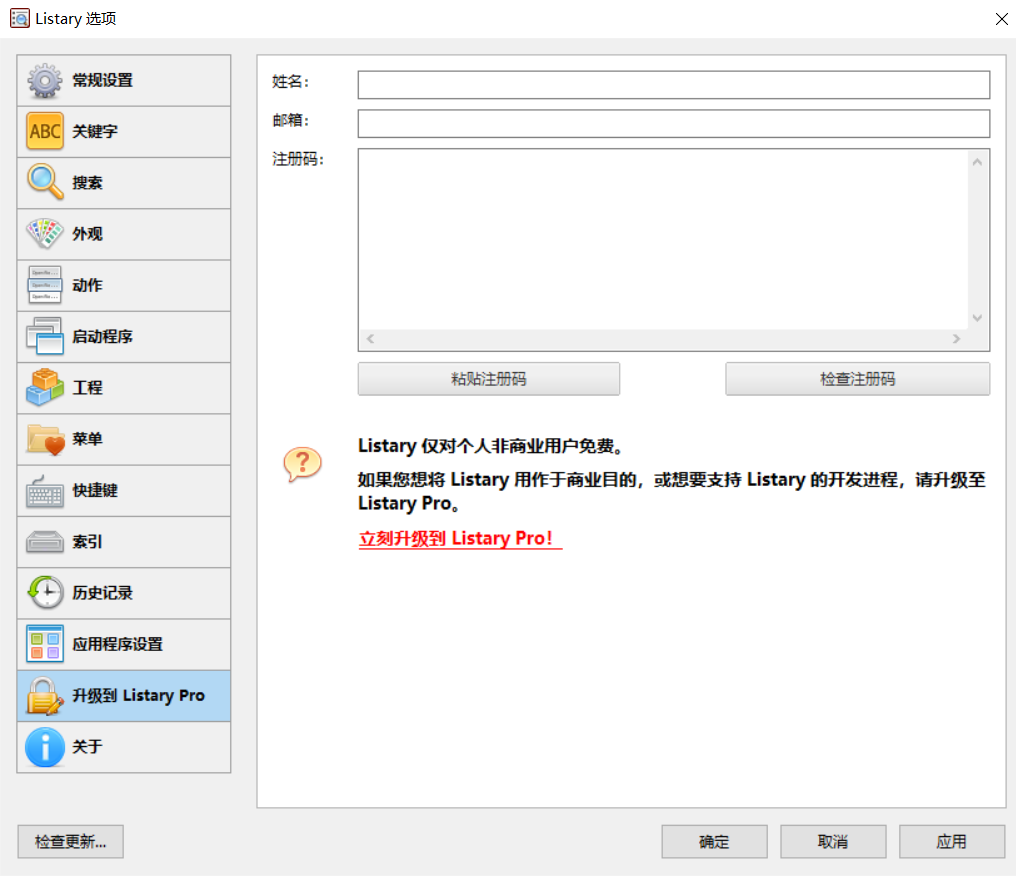 Listary 选项
常规设置
ABC
关键字
搜索
外观
动作
启动程序
工程
菜单
快捷键
索引
历史记录
应用程序设置
升级到 Listary Pro
关于
姓名:
邮箱:
注册码:
粘贴注册码
检查注册码
Listary 仅对个人非商业用户免费。
如果您想将 Listary 用作于商业目的，或想要支持 Listary 的开发进程，请升级至
Listary Pro。
立刻升级到 Listary Pro！
检查更新...
确定
取消
应用